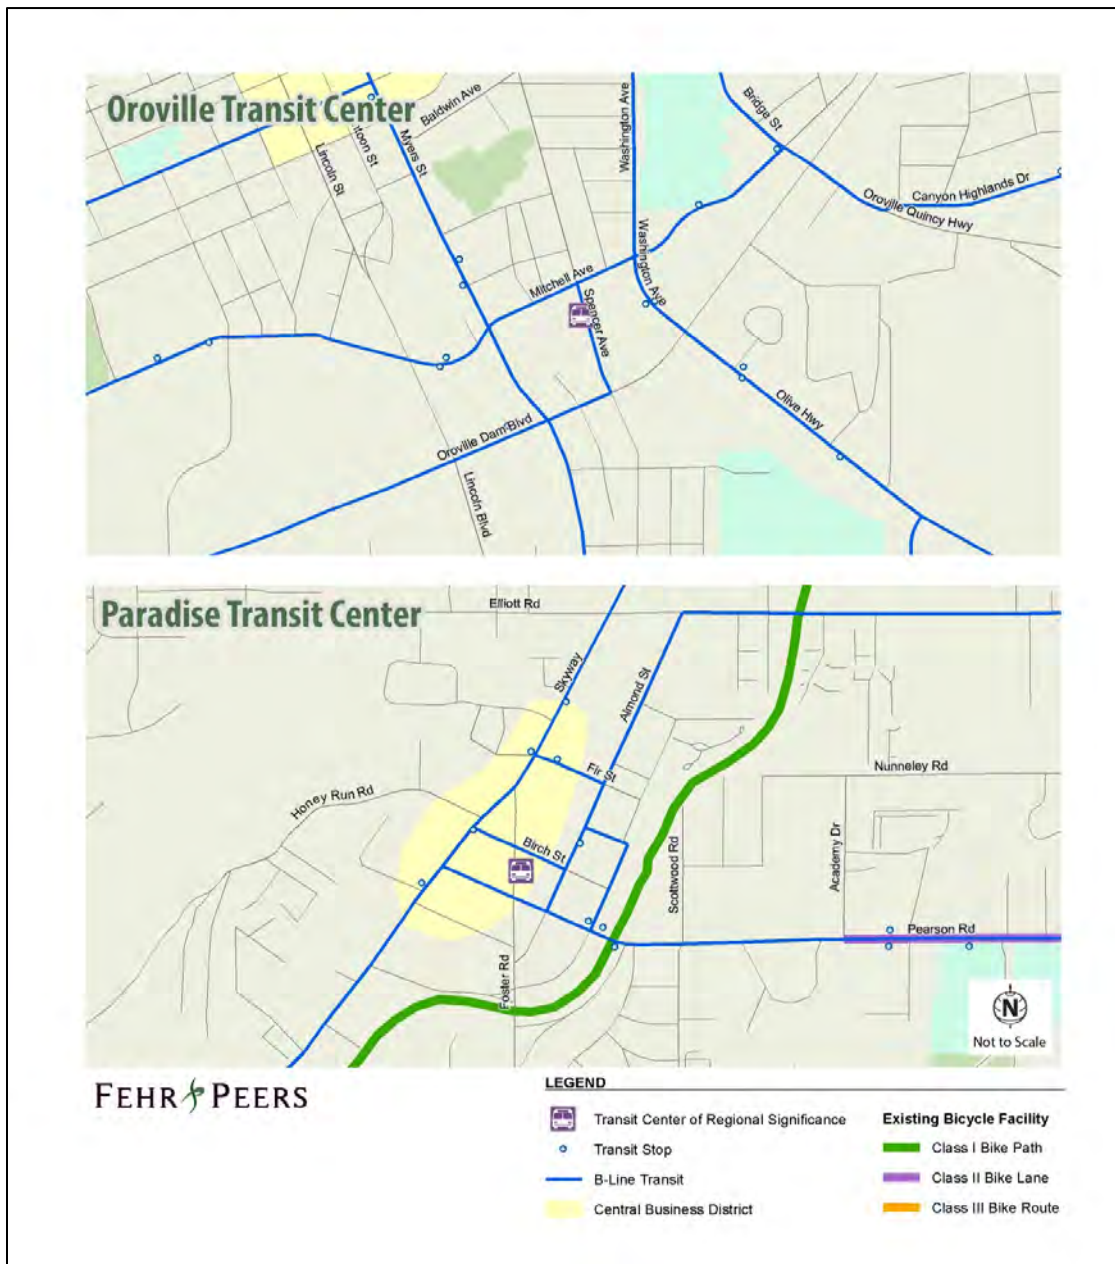 Oroville Transit Center
Baldwin Ave
Myers St
Lincoln St
toon St
Washington Ave
Bridge St
Canyon Highlands Dr
Oroville Quincy Hwy
Washington Ave
Mitchell Ave
Spencer Ave
Olive Hwy
Oroville Dam Blvd
Lincoln Blvd
Paradise Transit Center
Elliott Rd
Skyway
Almond St
Fir St
Nunneley Rd
Honey Run Rd
Birch St
Scottwood Rd
Academy Dr
Pearson Rd
Foster Rd
N
Not to Scale
FEHR PEERS
LEGEND
Transit Center of Regional Significance
Transit Stop
B-Line Transit
Central Business District
Existing Bicycle Facility
Class I Bike Path
Class II Bike Lane
Class III Bike Route